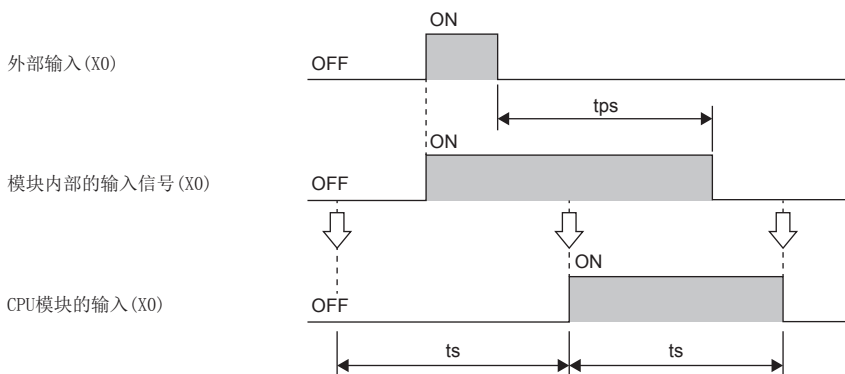 ON
外部输入(X0)
OFF
tps
ON
模块内部的输入信号(X0)
OFF
ON
CPU模块的输入(X0)
OFF
ts
ts